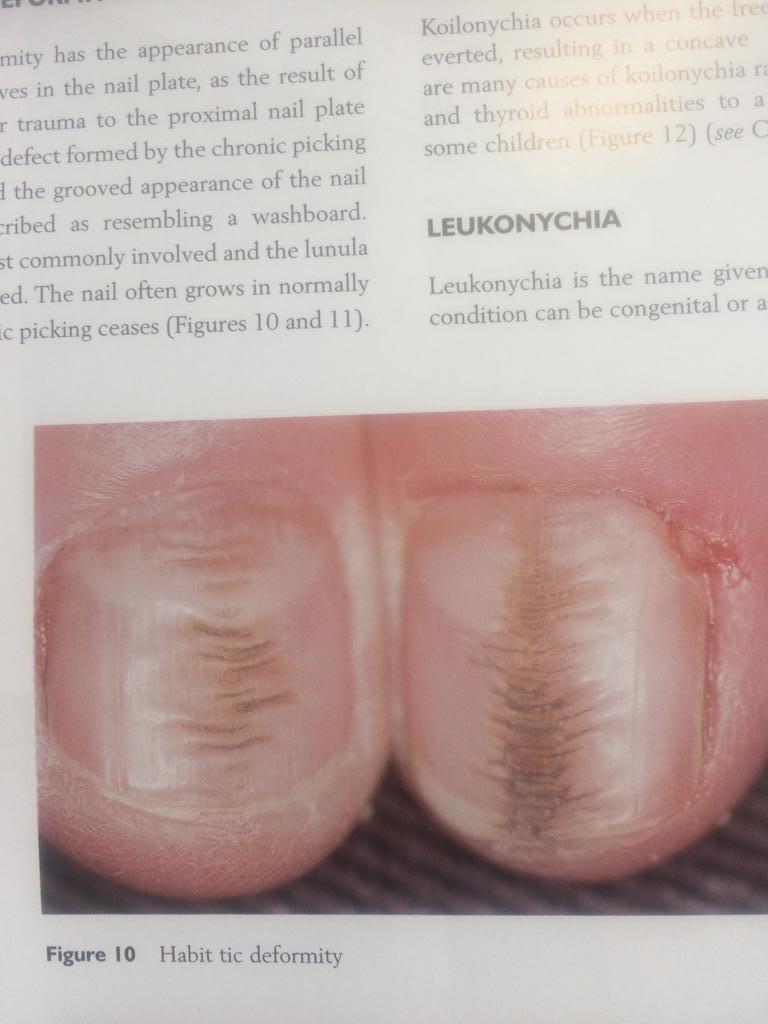 mity has the appearance of parallel
ves in the nail plate, as the result of
r trauma to the proximal nail plate
defect formed by the chronic picking
d the grooved appearance of the nail
cribed as resembling a washboard.
st commonly involved and the lunula
ed. The nail often grows in normally
ic picking ceases (Figures 10 and 11).
Koilonychia occurs when the free
everted, resulting in a concave
are many causes of koilonychia ra
and thyroid abnormalities to a
some children (Figure 12) (see C
LEUKONYCHIA
Leukonychia is the name given
condition can be congenital or a
Figure 10 Habit tic deformity